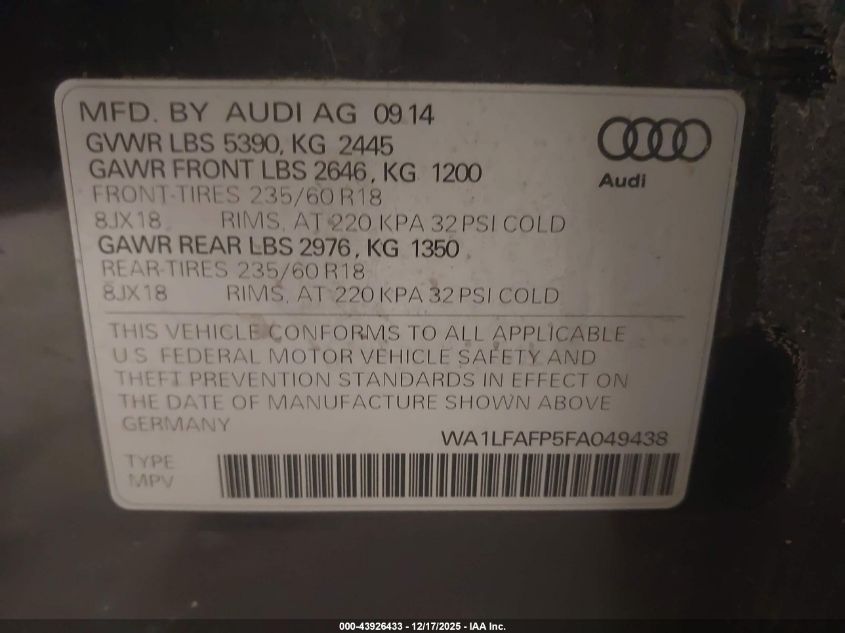 MFD. BY AUDI AG 09.14
GVWR LBS 5390, KG 2445
GAWR FRONT LBS 2646, KG 1200
FRONT-TIRES 235/60 R18
8JX18 RIMS, AT 220 KPA 32 PSI COLD
GAWR REAR LBS 2976, KG 1350
REAR-TIRES 235/60 R18
8JX18 RIMS, AT 220 KPA 32 PSI COLD
Audi
THIS VEHICLE CONFORMS TO ALL APPLICABLE
U.S. FEDERAL MOTOR VEHICLE SAFETY AND
THEFT PREVENTION STANDARDS IN EFFECT ON
THE DATE OF MANUFACTURE SHOWN ABOVE
GERMANY
WA1LFAFP5FA049438
TYPE
MPV
000-43926433 - 12/17/2025 - IAA Inc.